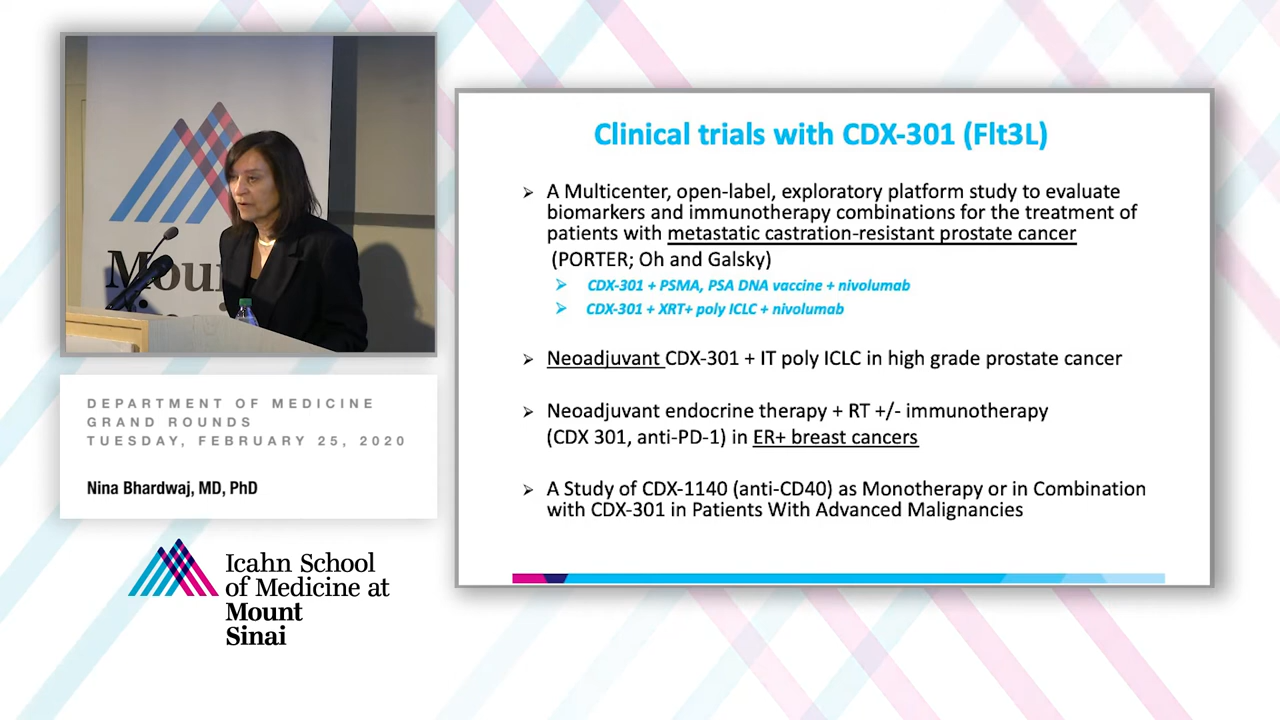 Mount
Sinai
DEPARTMENT OF MEDICINE
GRAND ROUNDS
TUESDAY, FEBRUARY 25, 2020
Nina Bhardwaj, MD, PhD
Icahn School
of Medicine at
Mount
Sinai
Clinical trials with CDX-301 (Flt3L)
➢ A Multicenter, open-label, exploratory platform study to evaluate
biomarkers and immunotherapy combinations for the treatment of
patients with metastatic castration-resistant prostate cancer
(PORTER; Oh and Galsky)
➢ CDX-301 + PSMA, PSA DNA vaccine + nivolumab
➢ CDX-301 + XRT+ poly ICLC + nivolumab
➢ Neoadjuvant CDX-301 + IT poly ICLC in high grade prostate cancer
➢ Neoadjuvant endocrine therapy + RT +/- immunotherapy
(CDX 301, anti-PD-1) in ER+ breast cancers
➢ A Study of CDX-1140 (anti-CD40) as Monotherapy or in Combination
with CDX-301 in Patients With Advanced Malignancies